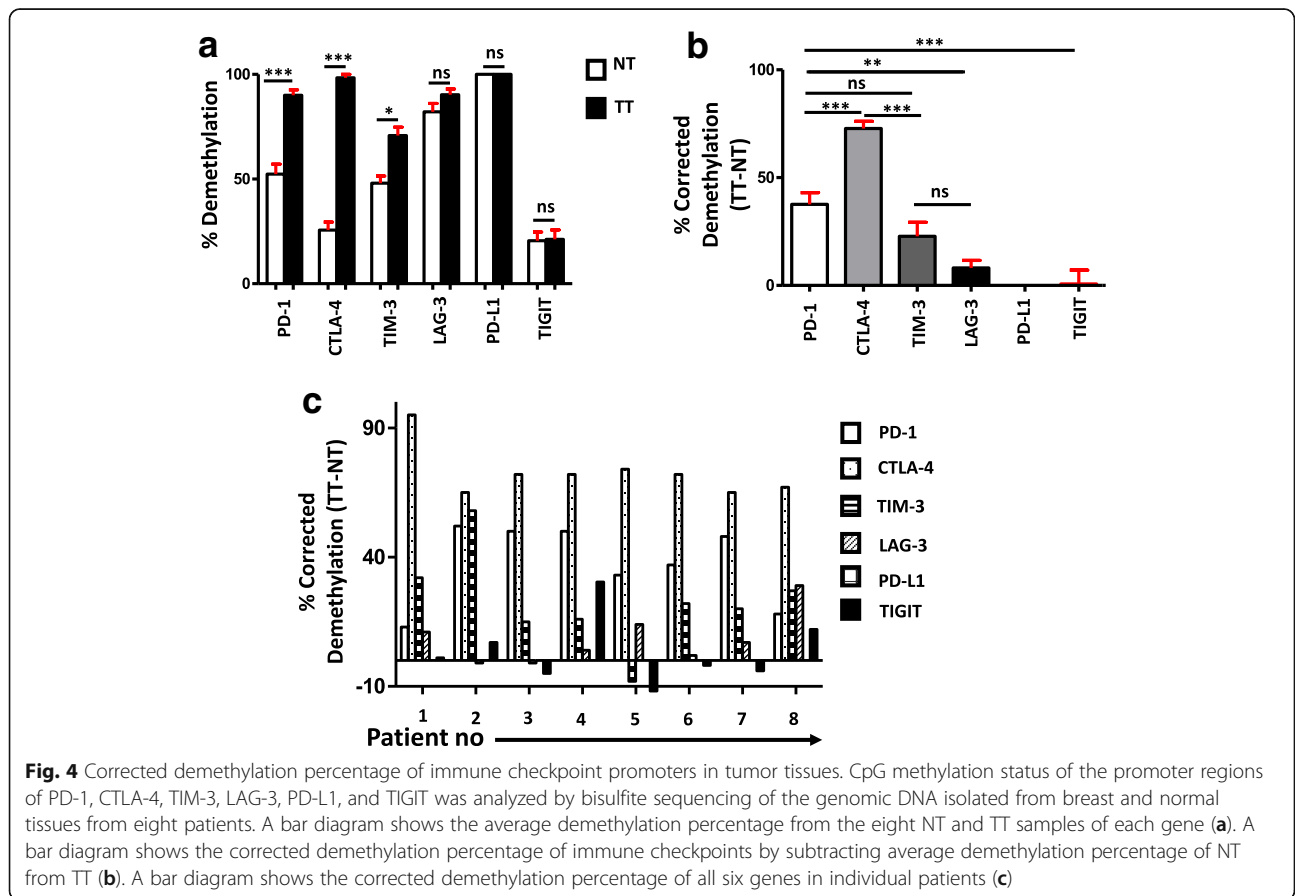 a
*** *** * ns ns ns
NT
TT
% Demethylation
100
50
0
PD-1
CTLA-4
TIM-3
LAG-3
PD-L1
TIGIT
b
***
**
ns
*** ***
ns
% Corrected
Demethylation
(TT-NT)
100
50
0
PD-1
CTLA-4
TIM-3
LAG-3
PD-L1
TIGIT
c
% Corrected
Demethylation (TT-NT)
90
40
-10
1 2 3 4 5 6 7 8
Patient no
PD-1
CTLA-4
TIM-3
LAG-3
PD-L1
TIGIT
Fig. 4 Corrected demethylation percentage of immune checkpoint promoters in tumor tissues. CpG methylation status of the promoter regions
of PD-1, CTLA-4, TIM-3, LAG-3, PD-L1, and TIGIT was analyzed by bisulfite sequencing of the genomic DNA isolated from breast and normal
tissues from eight patients. A bar diagram shows the average demethylation percentage from the eight NT and TT samples of each gene (a). A
bar diagram shows the corrected demethylation percentage of immune checkpoints by subtracting average demethylation percentage of NT
from TT (b). A bar diagram shows the corrected demethylation percentage of all six genes in individual patients (c)